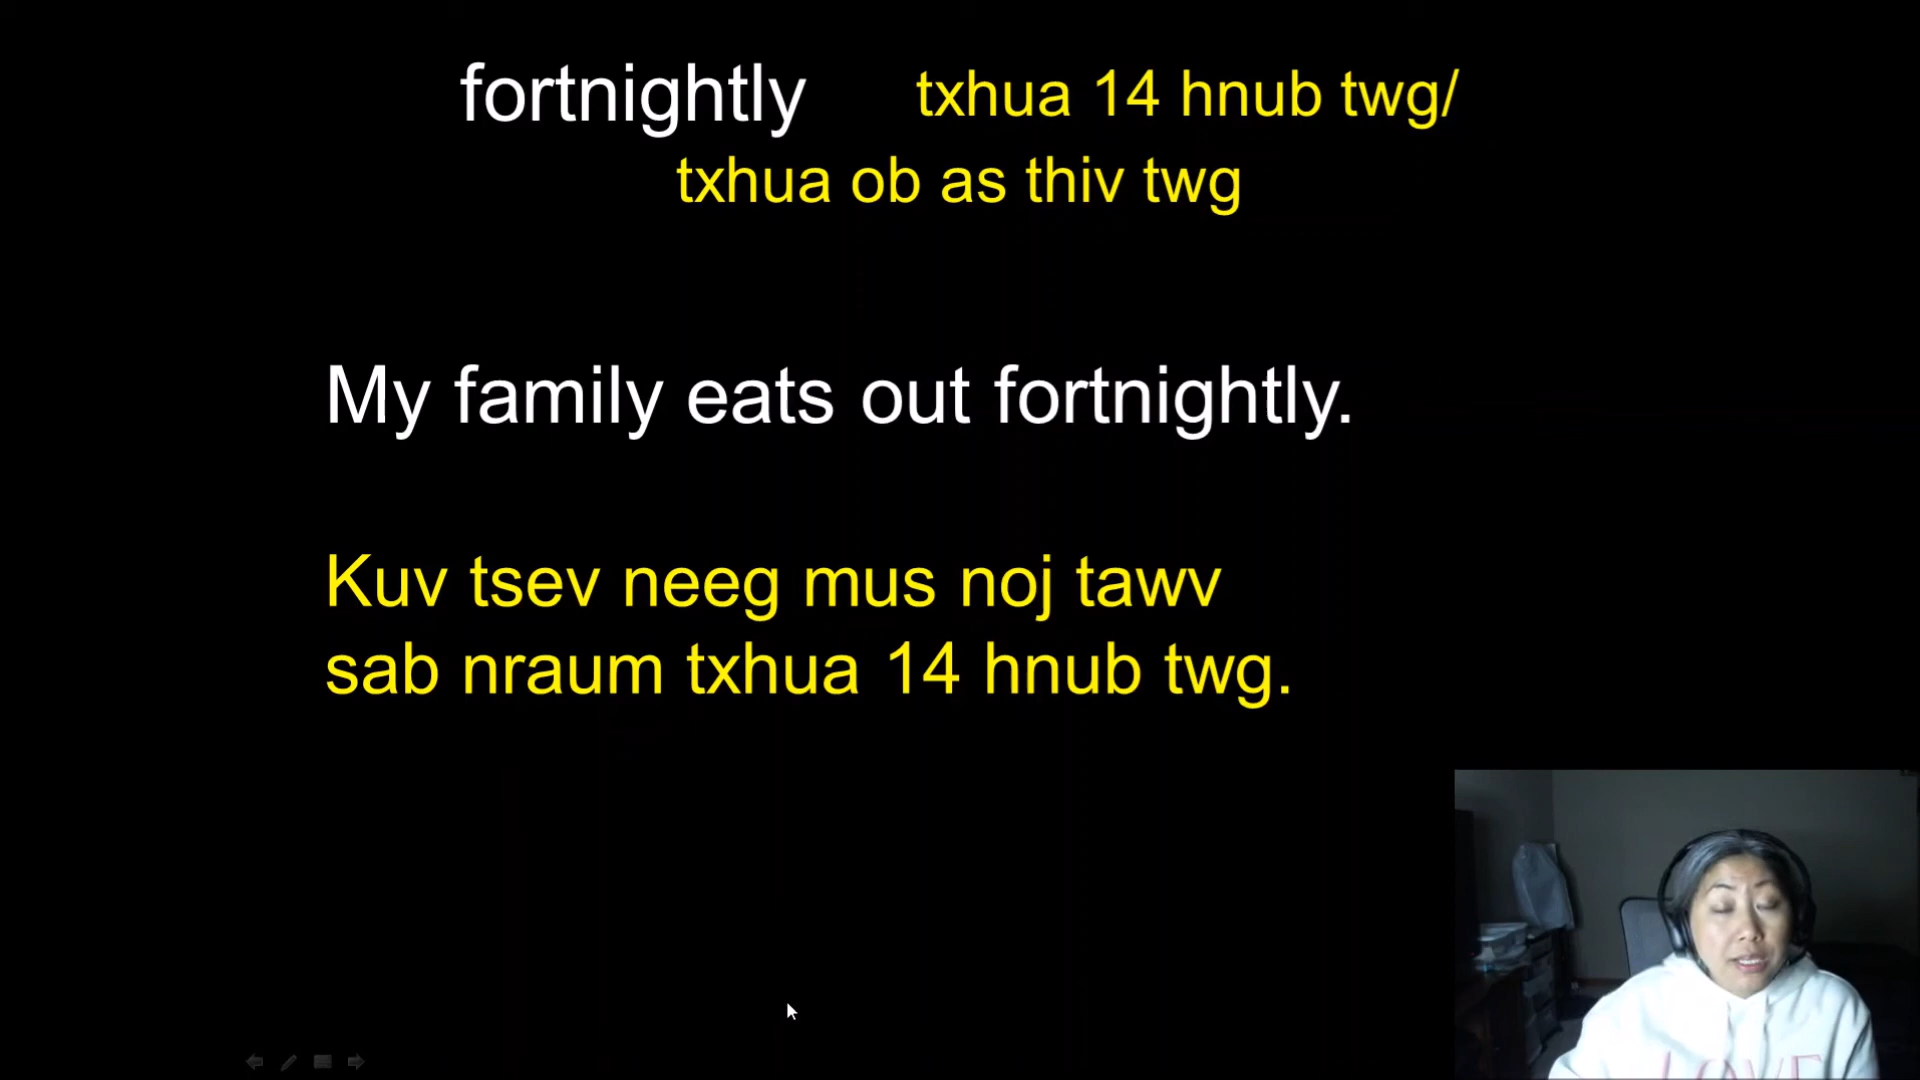 fortnightly txhua 14 hnub twg/
txhua ob as thiv twg
My family eats out fortnightly.
Kuv tsev neeg mus noj tawv
sab nraum txhua 14 hnub twg.
LOVE